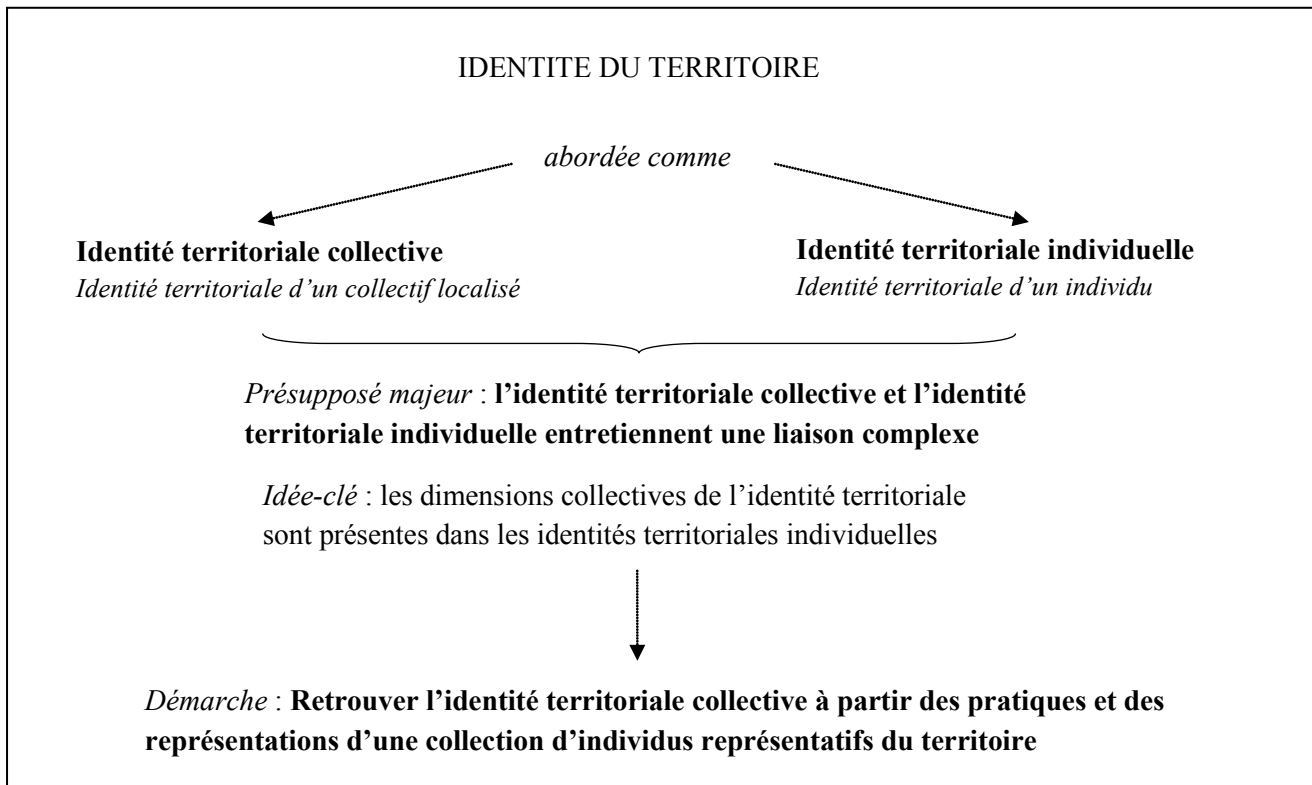 IDENTITE DU TERRITOIRE
abordée comme
Identité territoriale collective
Identité territoriale d’un collectif localisé
Identité territoriale individuelle
Identité territoriale d’un individu
Présupposé majeur : l’identité territoriale collective et l’identité
territoriale individuelle entretiennent une liaison complexe
Idée-clé : les dimensions collectives de l’identité territoriale
sont présentes dans les identités territoriales individuelles
Démarche : Retrouver l’identité territoriale collective à partir des pratiques et des
représentations d’une collection d’individus représentatifs du territoire